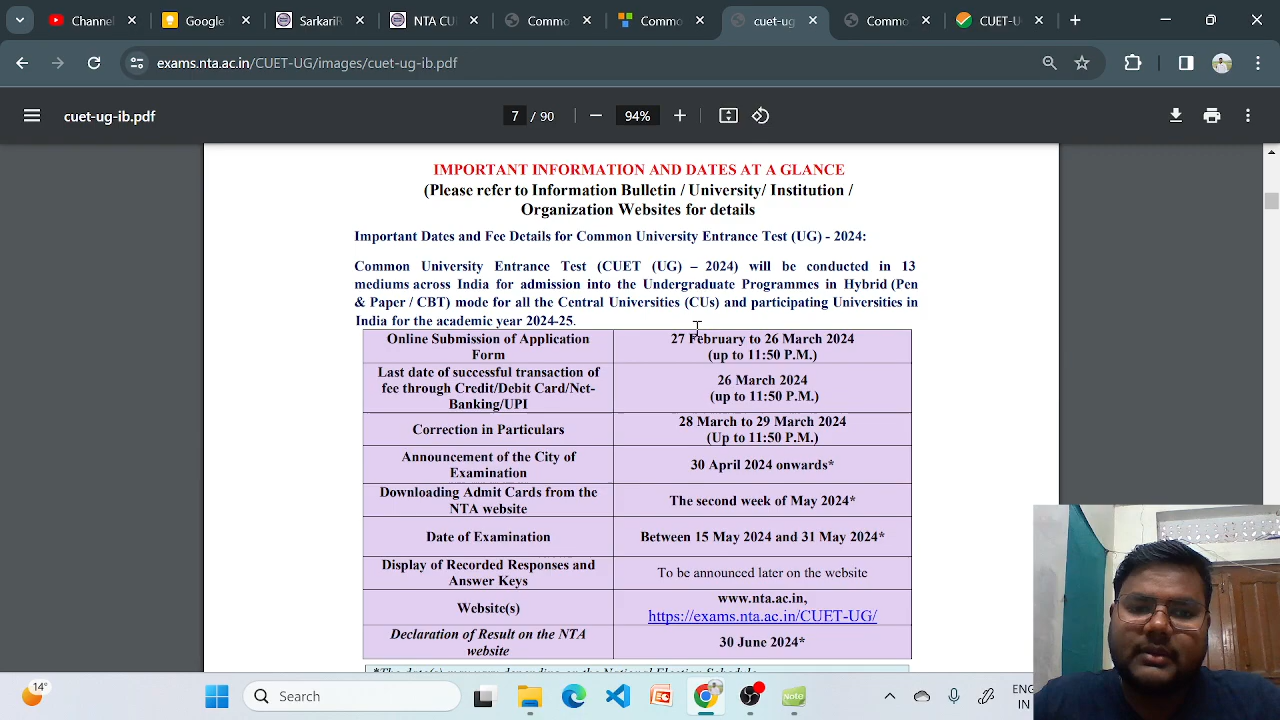 Channel c
Google
SarkariR
NTA CU
Commo
Commo
cuet-ug
Commo
CUET-U
exams.nta.ac.in/CUET-UG/images/cuet-ug-ib.pdf
cuet-ug-ib.pdf
7 / 90
94%
IMPORTANT INFORMATION AND DATES AT A GLANCE
(Please refer to Information Bulletin / University/ Institution /
Organization Websites for details
Important Dates and Fee Details for Common University Entrance Test (UG) - 2024:
Common University Entrance Test (CUET (UG) – 2024) will be conducted in 13
mediums across India for admission into the Undergraduate Programmes in Hybrid (Pen
& Paper / CBT) mode for all the Central Universities (CUs) and participating Universities in
India for the academic year 2024-25.
Online Submission of Application
Form
27 February to 26 March 2024
(up to 11:50 P.M.)
Last date of successful transaction of
fee through Credit/Debit Card/Net-
Banking/UPI
26 March 2024
(up to 11:50 P.M.)
Correction in Particulars
28 March to 29 March 2024
(Up to 11:50 P.M.)
Announcement of the City of
Examination
30 April 2024 onwards*
Downloading Admit Cards from the
NTA website
The second week of May 2024*
Date of Examination
Between 15 May 2024 and 31 May 2024*
Display of Recorded Responses and
Answer Keys
To be announced later on the website
Website(s)
www.nta.ac.in,
https://exams.nta.ac.in/CUET-UG/
Declaration of Result on the NTA
website
30 June 2024*
*The date(s) may vary depending on the National Election Schedule
14°
Search
Note
ENG
IN